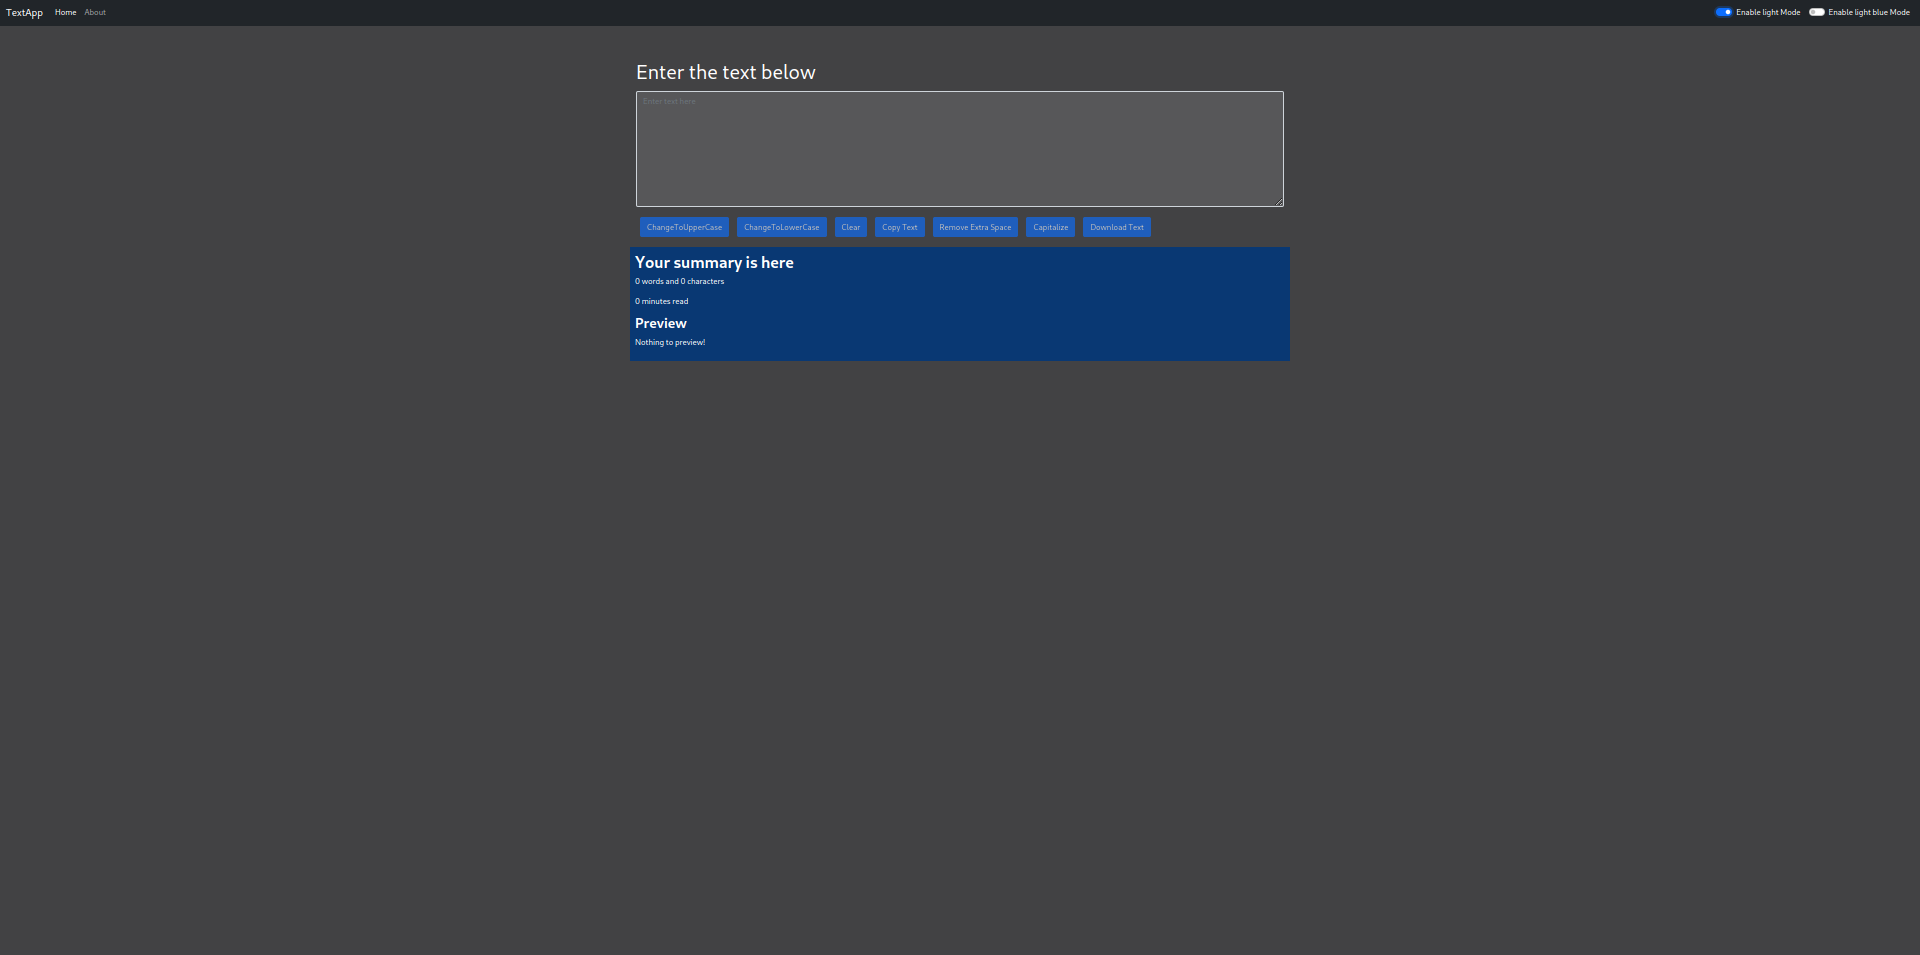 TextApp Home About Enable light Mode Enable light blue Mode
Enter the text below
Enter text here
ChangeToUpperCase ChangeToLowerCase Clear Copy Text Remove Extra Space Capitalize Download Text
Your summary is here
0 words and 0 characters
0 minutes read
Preview
Nothing to preview!